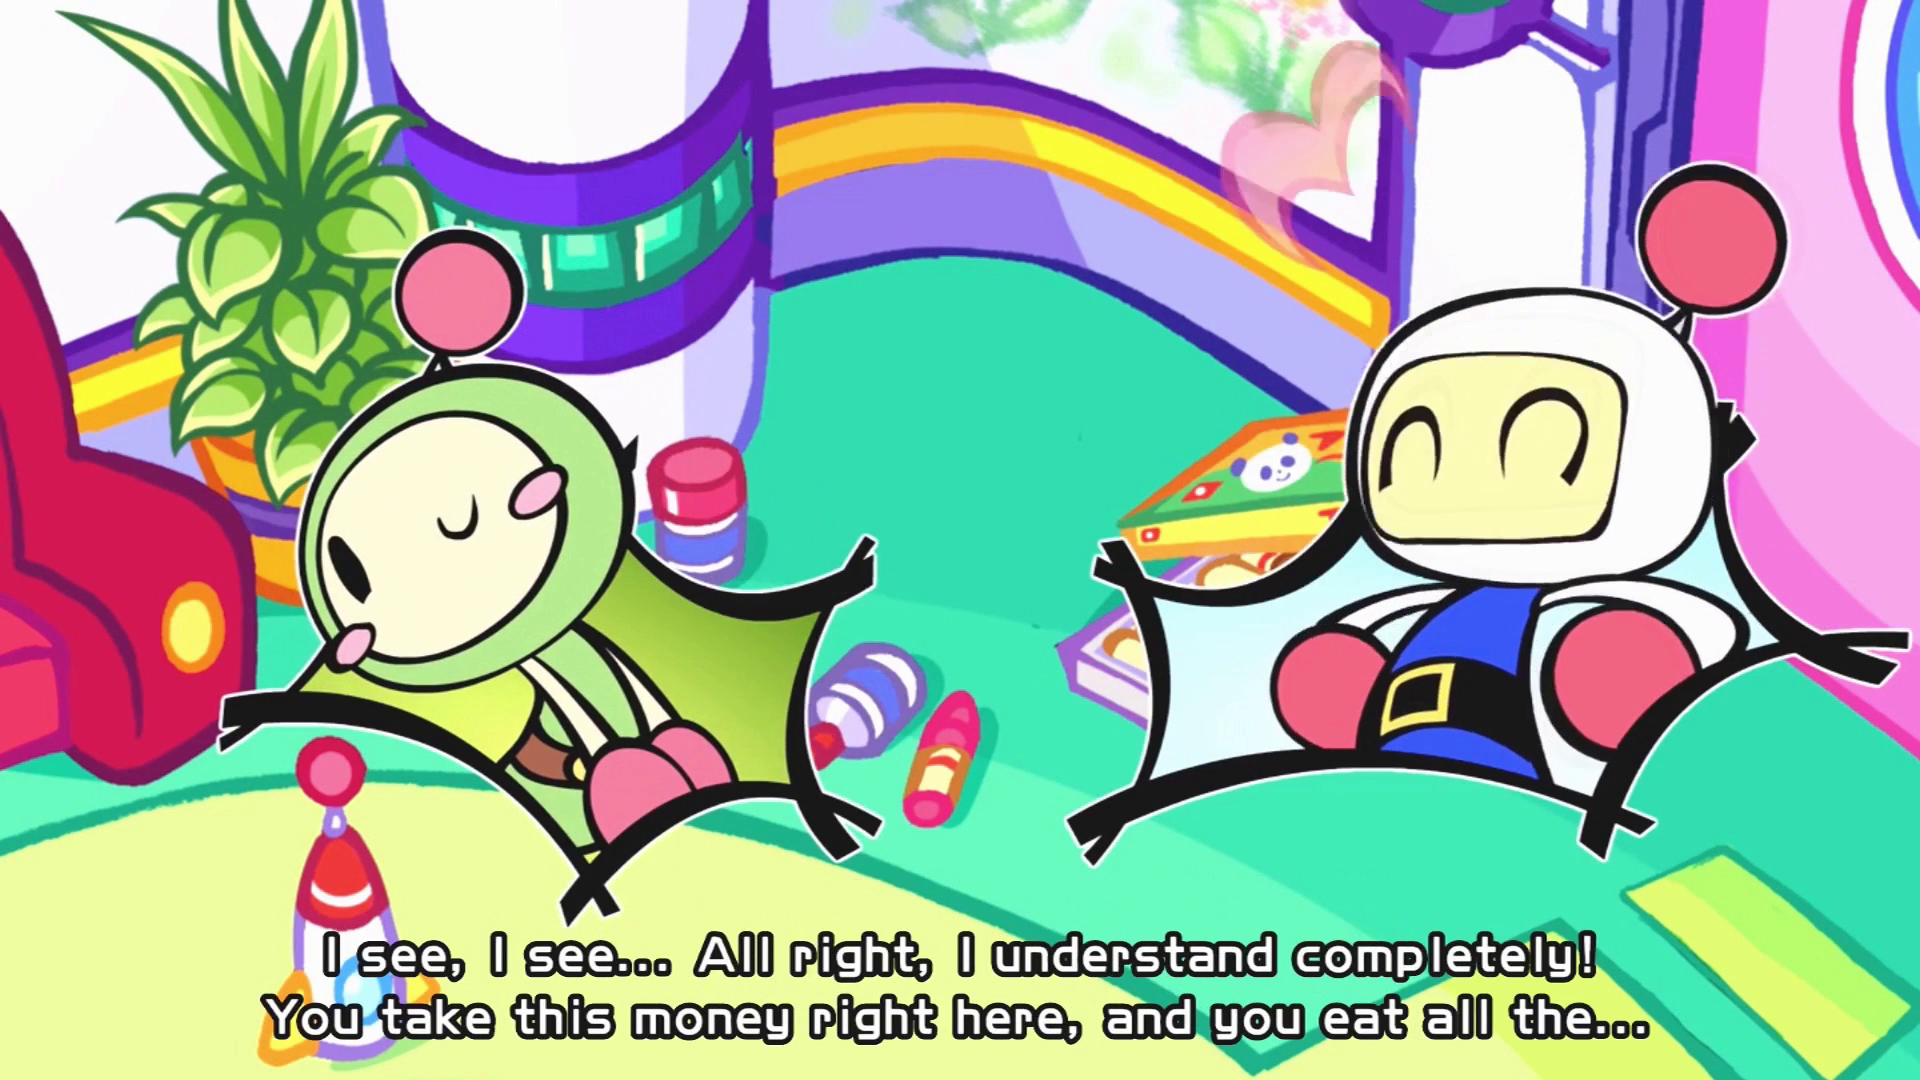 I see, I see... All right, I understand completely!
You take this money right here, and you eat all the...